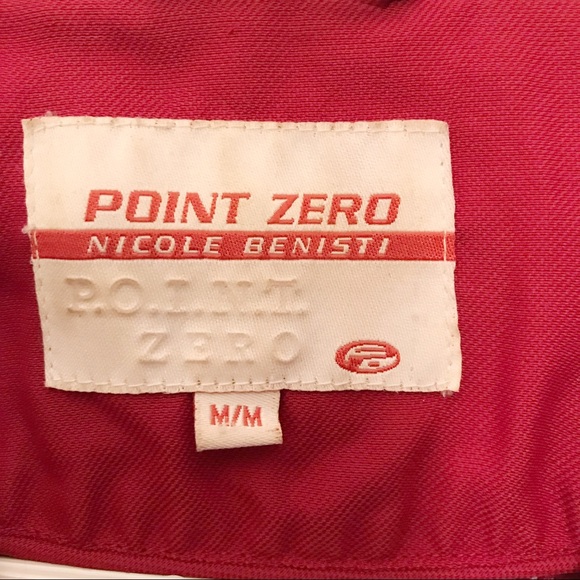 POINT ZERO
NICOLE BENISTI
P.O.I.N.T.
ZERO
M/M